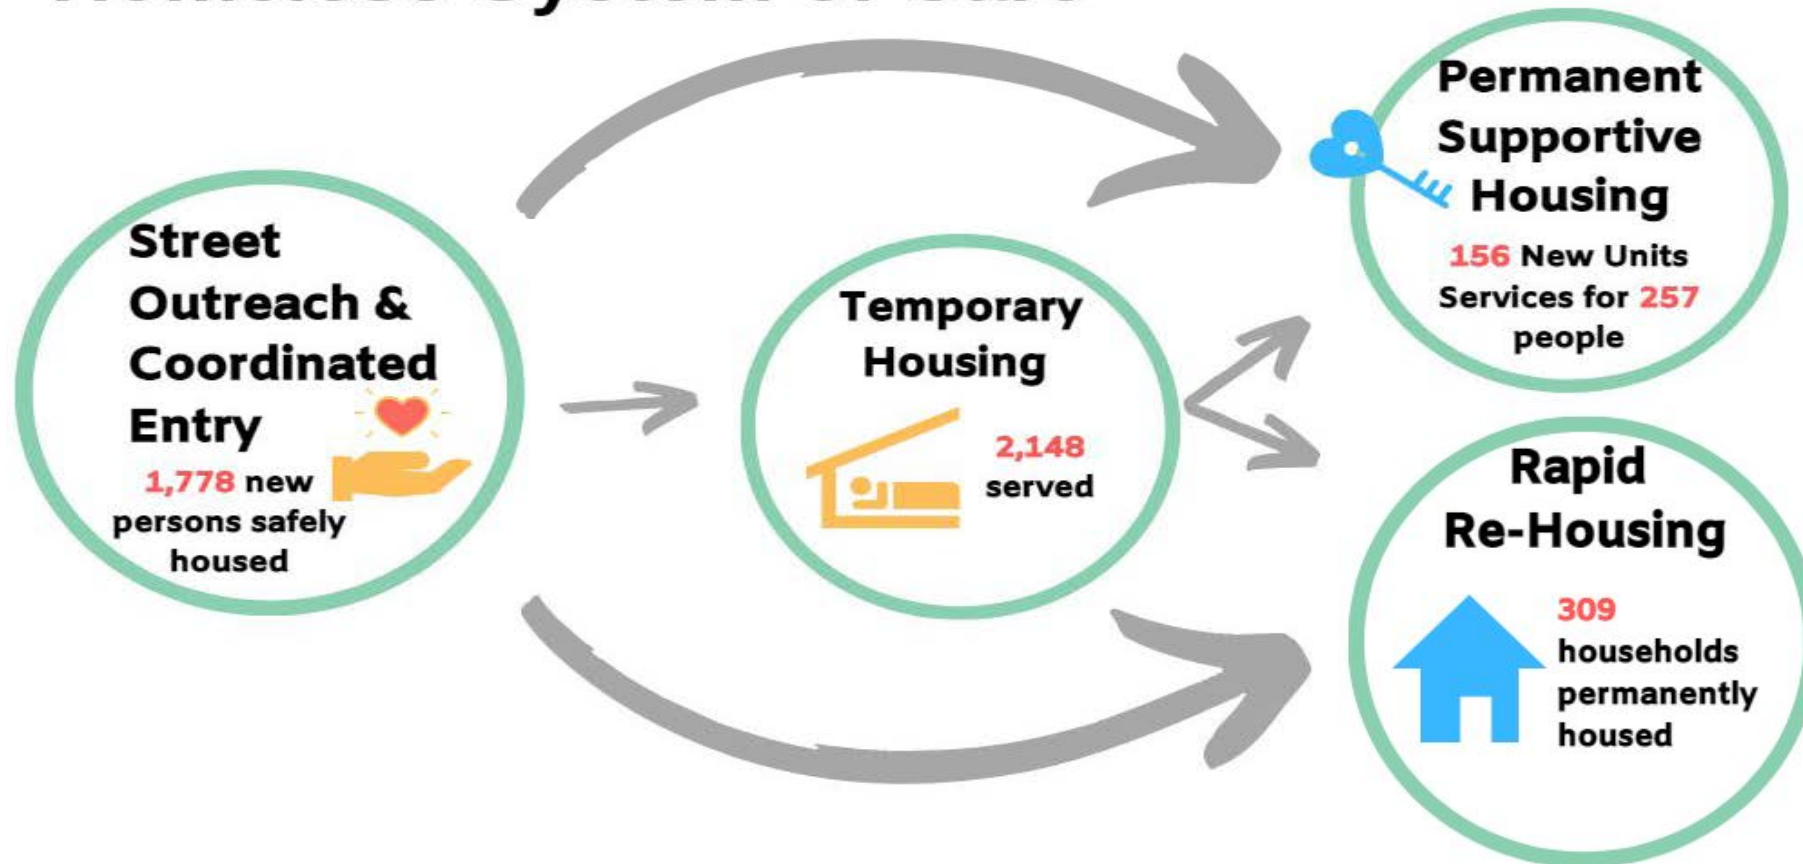 Street
Outreach &
Coordinated
Entry
1,778 new
persons safely
housed
Temporary
Housing
2,148
served
Permanent
Supportive
Housing
156 New Units
Services for 257
people
Rapid
Re-Housing
309
households
permanently
housed